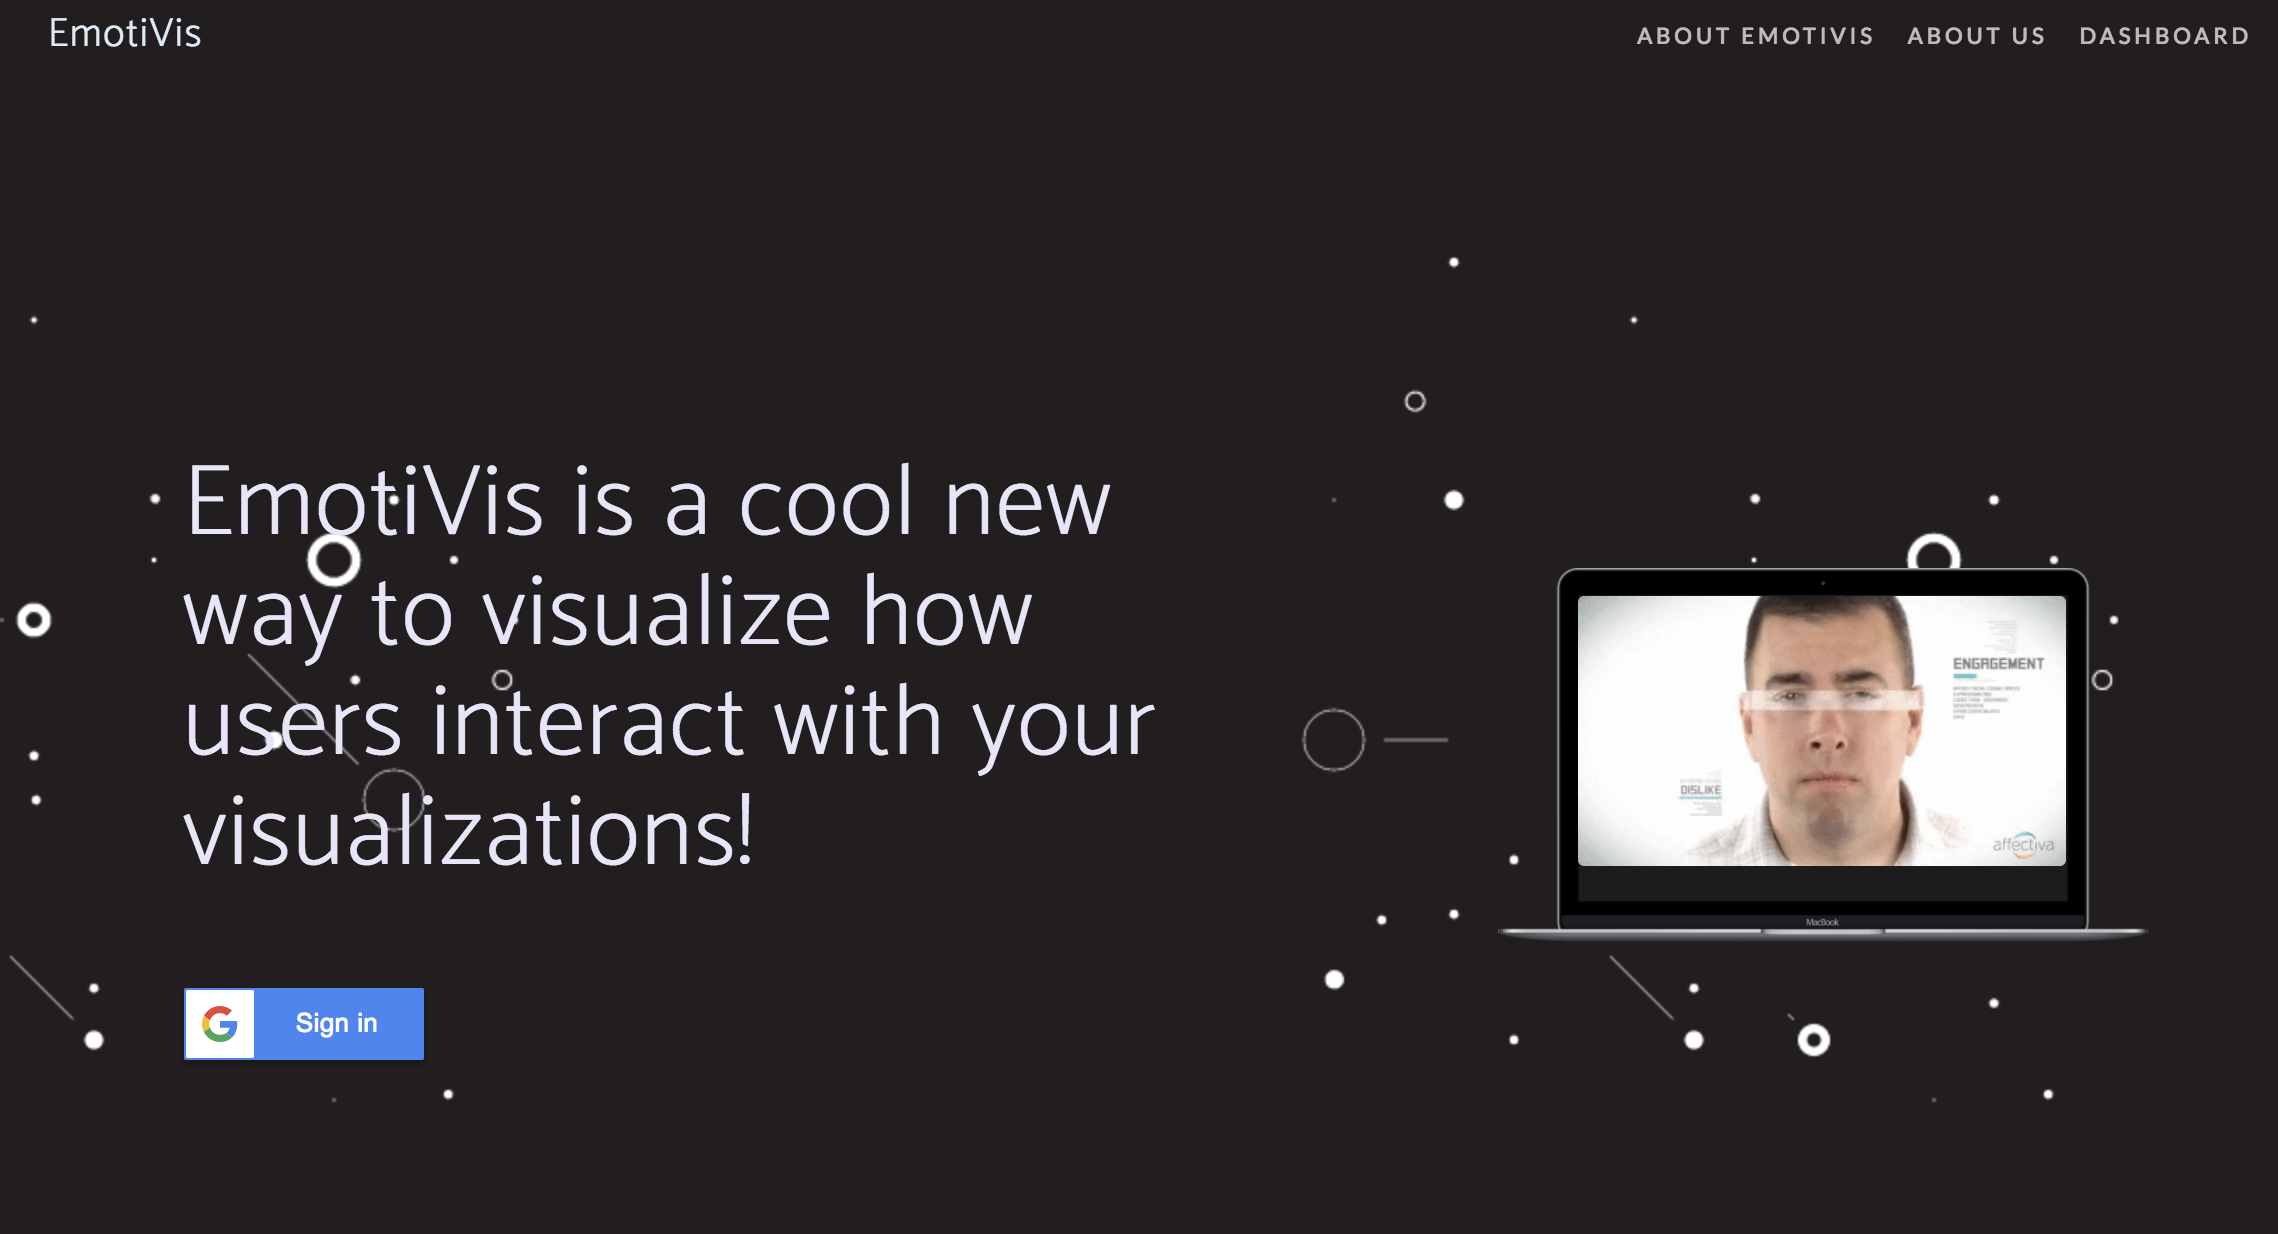 EmotiVis
ABOUT EMOTIVIS
ABOUT US
DASHBOARD
EmotiVis is a cool new
way to visualize how
users interact with your
visualizations!
Sign in
ENGAGEMENT
DISLIKE
affectiva
MacBook